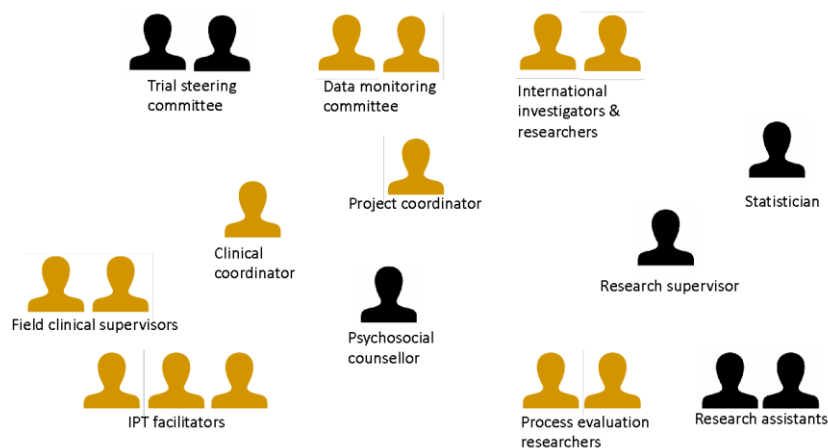 Trial steering
committee
Data monitoring
committee
International
investigators &
researchers
Project coordinator
Statistician
Clinical
coordinator
Research supervisor
Field clinical supervisors
Psychosocial
counsellor
IPT facilitators
Process evaluation
researchers
Research assistants